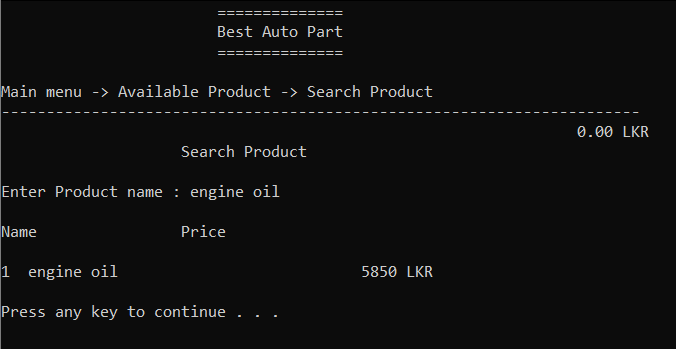 ==============
Best Auto Part
==============
Main menu -> Available Product -> Search Product
-----------------------------------------------------------------------
0.00 LKR
Search Product
Enter Product name : engine oil
Name Price
1 engine oil 5850 LKR
Press any key to continue . . .